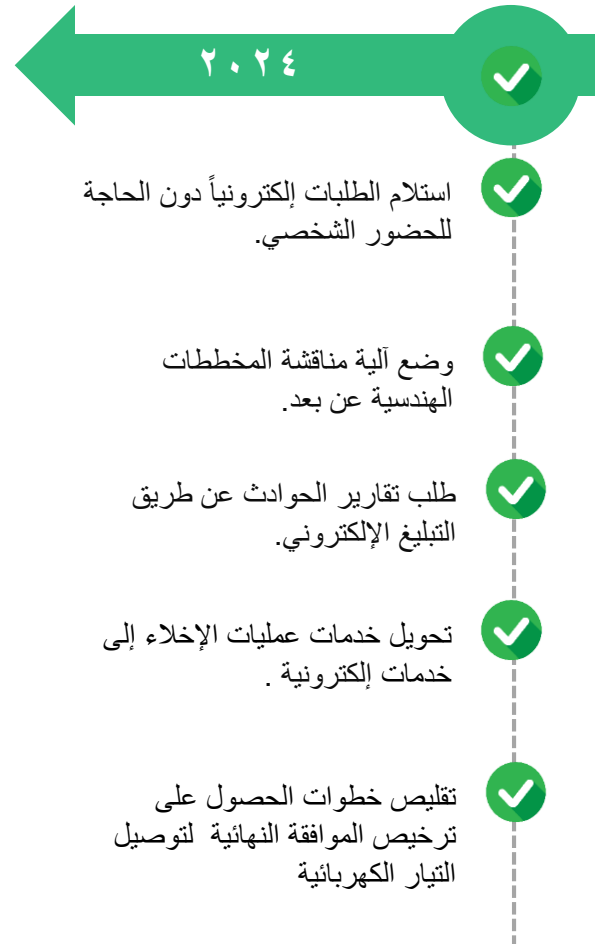 ٢٠٢٤
استلام الطلبات إلكترونياً دون الحاجة
للحضور الشخصي.
وضع آلية مناقشة المخططات
الهندسية عن بعد.
طلب تقارير الحوادث عن طريق
التبليغ الإلكتروني.
تحويل خدمات عمليات الإخلاء إلى
خدمات إلكترونية .
تقليص خطوات الحصول على
ترخيص الموافقة النهائية لتوصيل
التيار الكهربائية